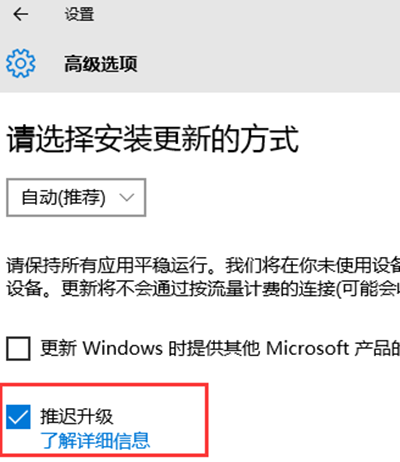 设置
高级选项
请选择安装更新的方式
自动(推荐)
请保持所有应用平稳运行。我们将在你未使用设备
设备。更新将不会通过按流量计费的连接(可能会
更新 Windows 时提供其他 Microsoft 产品的
推迟升级
了解详细信息